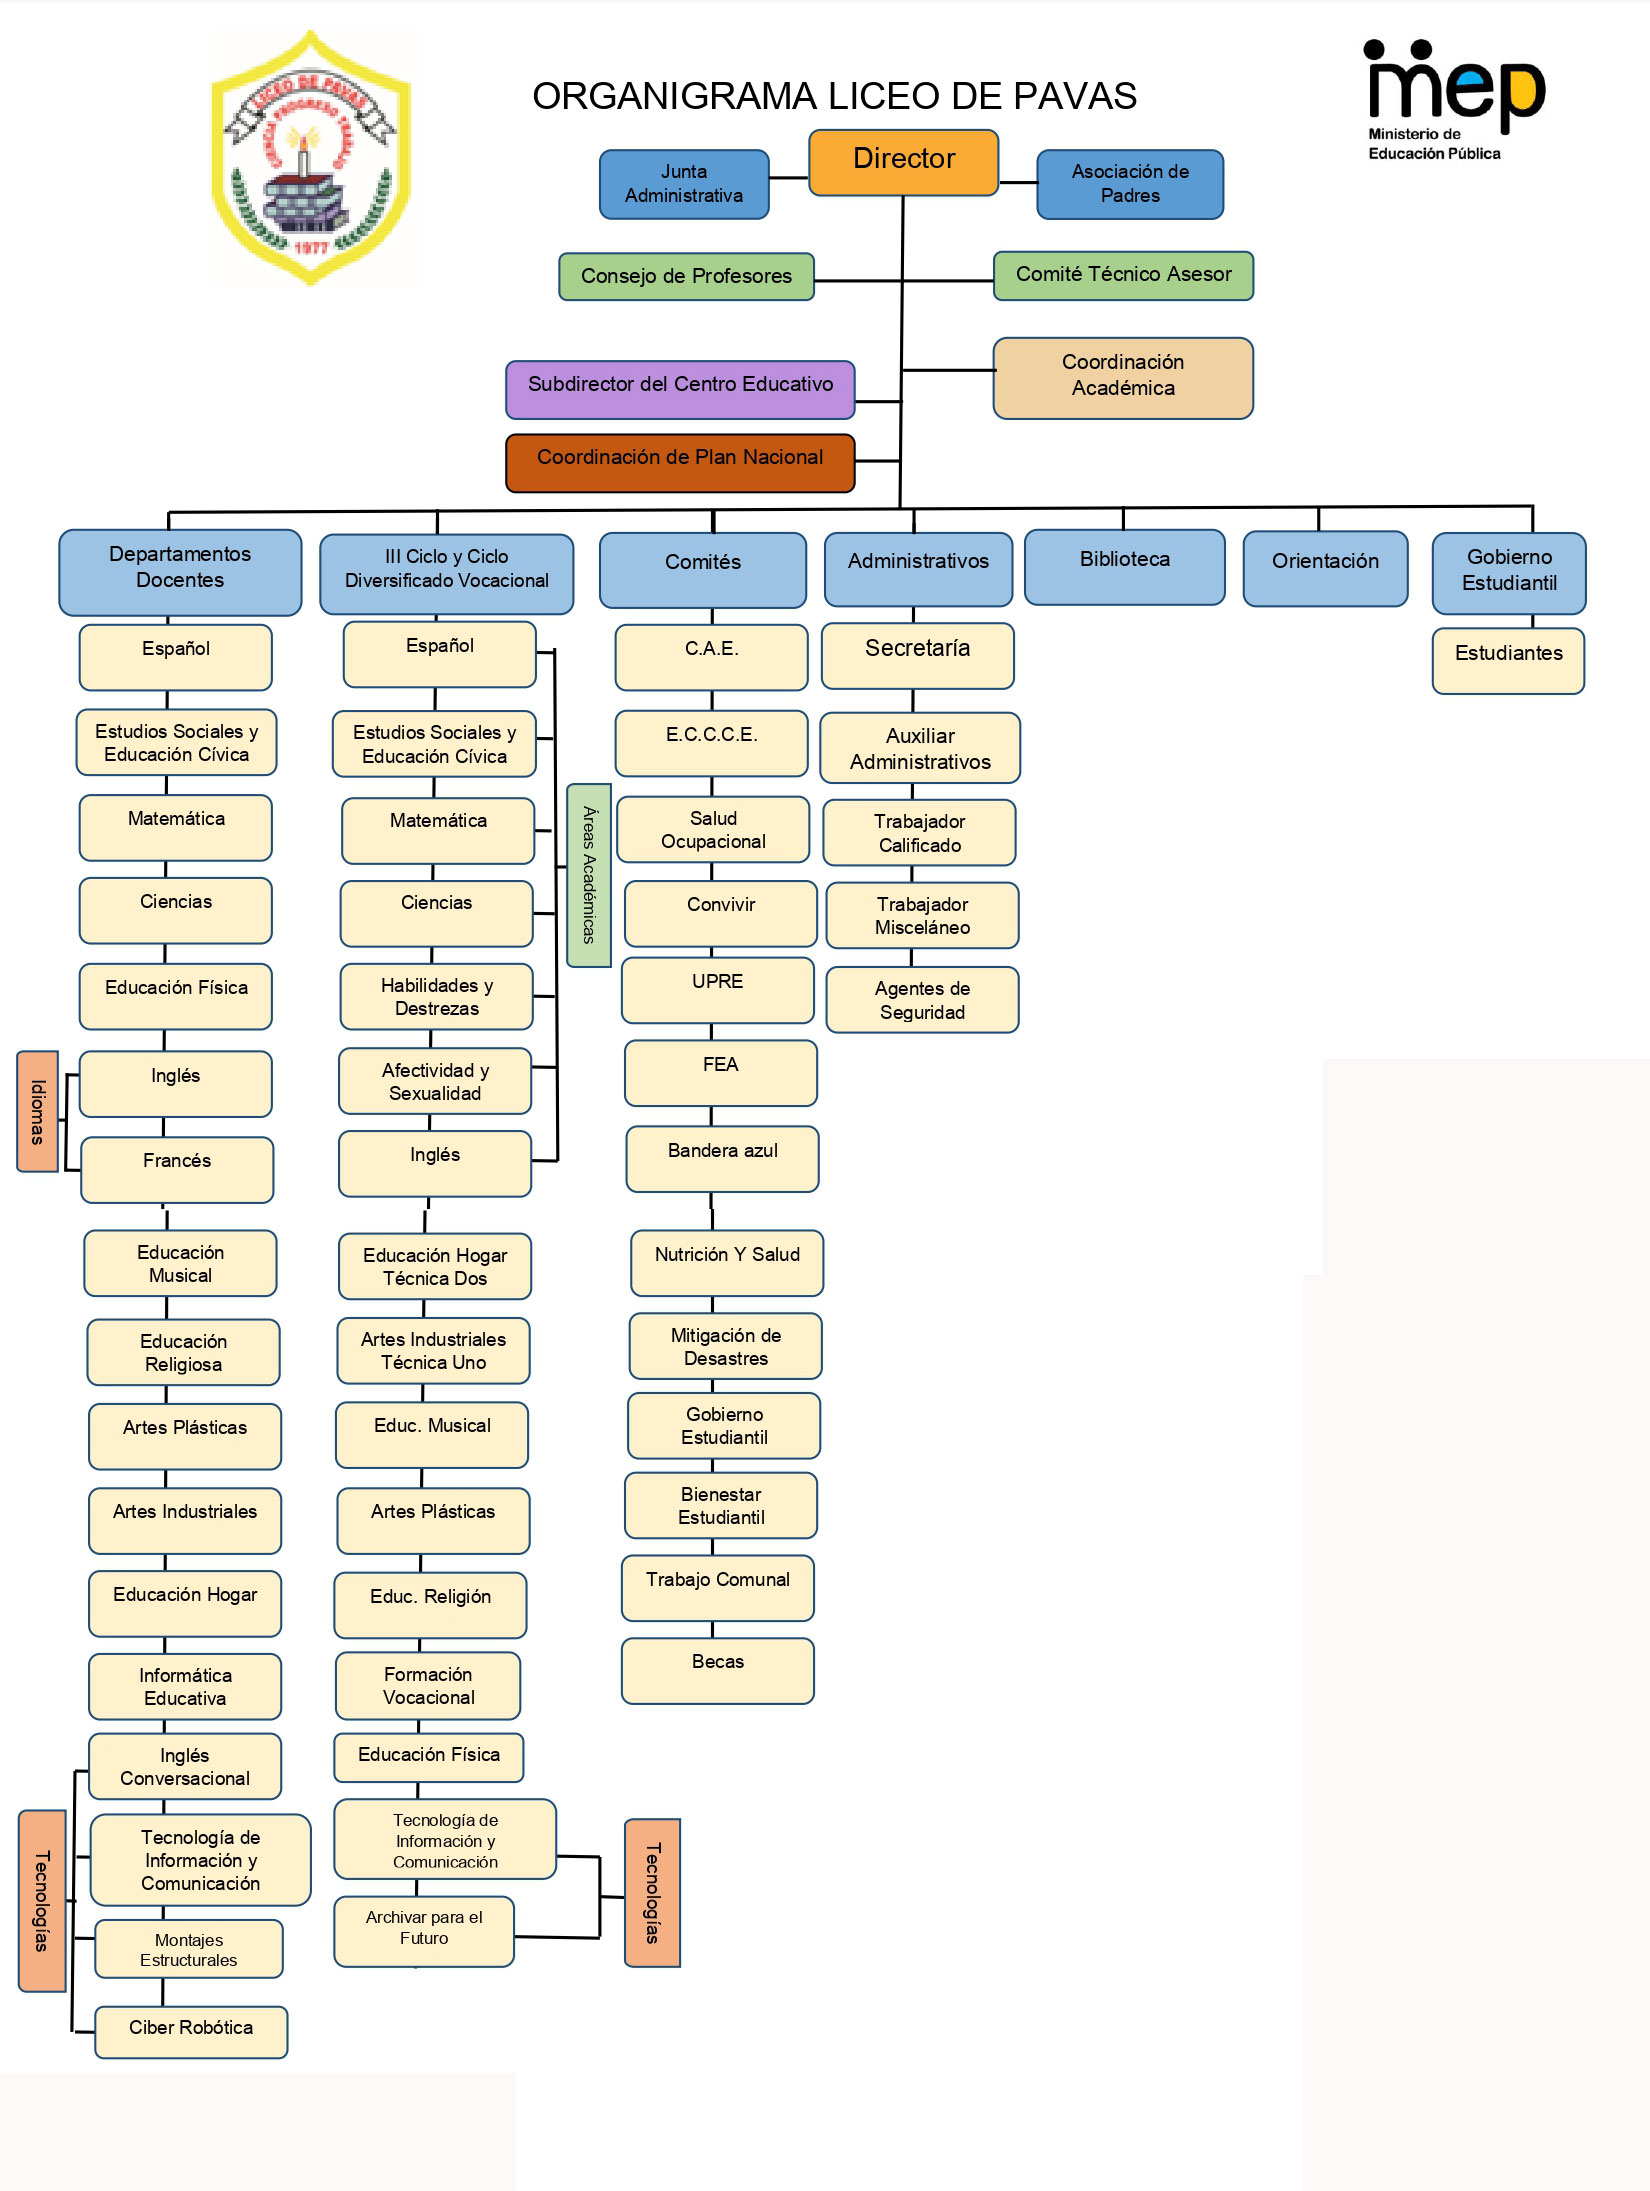 LICEO DE PAVAS
CIENCIA PROGRESO TRABAJO
1977
ORGANIGRAMA LICEO DE PAVAS
mep
Ministerio de
Educación Pública
Director
Junta
Administrativa
Asociación de
Padres
Consejo de Profesores
Comité Técnico Asesor
Coordinación
Académica
Subdirector del Centro Educativo
Coordinación de Plan Nacional
Departamentos
Docentes
III Ciclo y Ciclo
Diversificado Vocacional
Comités
Administrativos
Biblioteca
Orientación
Gobierno
Estudiantil
Español
Estudios Sociales y
Educación Cívica
Matemática
Ciencias
Educación Física
Idiomas
Inglés
Francés
Educación
Musical
Educación
Religiosa
Artes Plásticas
Artes Industriales
Educación Hogar
Informática
Educativa
Inglés
Conversacional
Tecnologías
Tecnología de
Información y
Comunicación
Montajes
Estructurales
Ciber Robótica
Español
Estudios Sociales y
Educación Cívica
Matemática
Ciencias
Habilidades y
Destrezas
Afectividad y
Sexualidad
Inglés
Áreas Académicas
Educación Hogar
Técnica Dos
Artes Industriales
Técnica Uno
Educ. Musical
Artes Plásticas
Educ. Religión
Formación
Vocacional
Educación Física
Tecnología de
Información y
Comunicación
Archivar para el
Futuro
Tecnologías
C.A.E.
E.C.C.C.E.
Salud
Ocupacional
Convivir
UPRE
FEA
Bandera azul
Nutrición Y Salud
Mitigación de
Desastres
Gobierno
Estudiantil
Bienestar
Estudiantil
Trabajo Comunal
Becas
Secretaría
Auxiliar
Administrativos
Trabajador
Calificado
Trabajador
Misceláneo
Agentes de
Seguridad
Estudiantes